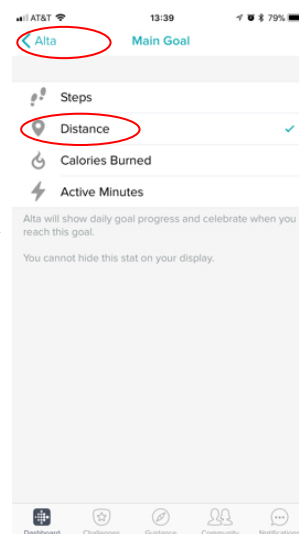 AT&T 13:39 79%
Alta Main Goal
Steps
Distance
Calories Burned
Active Minutes
Alta will show daily goal progress and celebrate when you
reach this goal.
You cannot hide this stat on your display.
Dashboard Challenges Guidance Community Notifications